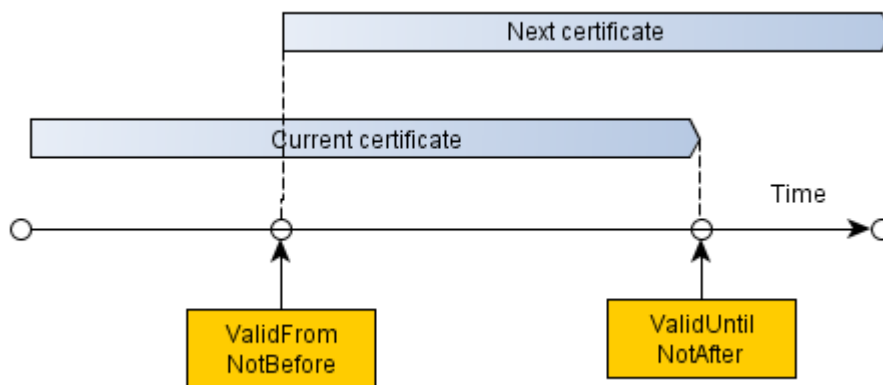 Next certificate
Current certificate
Time
ValidFrom
NotBefore
ValidUntil
NotAfter